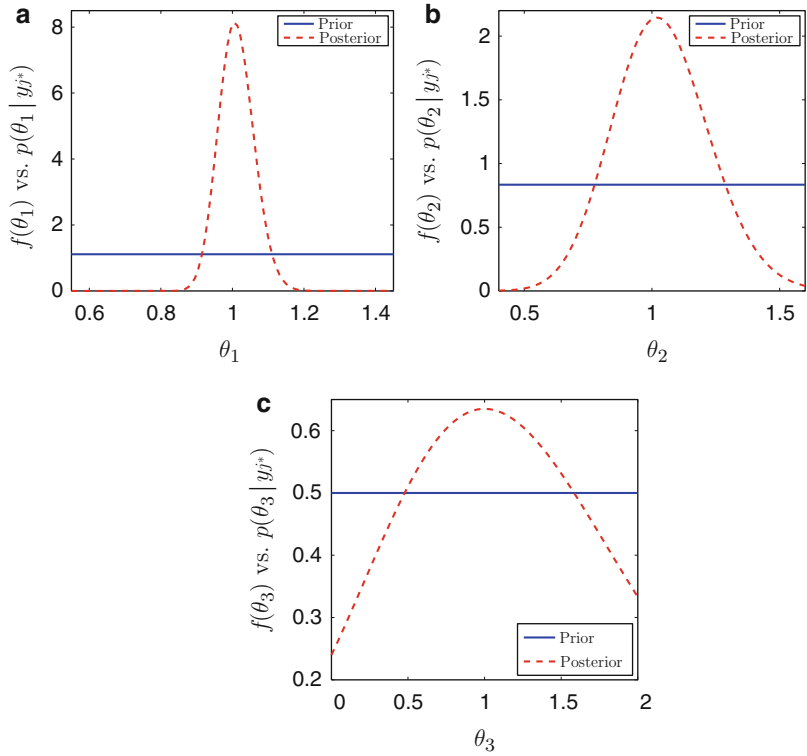 a
Prior
Posterior
8
6
4
2
0
0.6 0.8 1 1.2 1.4
f(θ₁) vs. p(θ₁ | yⱼ*)
θ₁
b
Prior
Posterior
2
1.5
1
0.5
0
0.5 1 1.5
f(θ₂) vs. p(θ₂ | yⱼ*)
θ₂
c
0.6
0.5
0.4
0.3
0.2
0 0.5 1 1.5 2
f(θ₃) vs. p(θ₃ | yⱼ*)
θ₃
Prior
Posterior